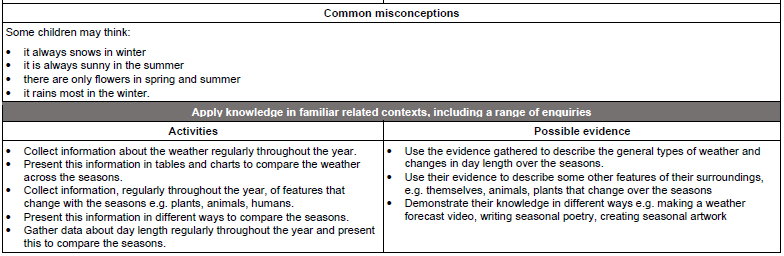 Common misconceptions
Some children may think:
• it always snows in winter
• it is always sunny in the summer
• there are only flowers in spring and summer
• it rains most in the winter.
Apply knowledge in familiar related contexts, including a range of enquiries
Activities
• Collect information about the weather regularly throughout the year.
• Present this information in tables and charts to compare the weather
across the seasons.
• Collect information, regularly throughout the year, of features that
change with the seasons e.g. plants, animals, humans.
• Present this information in different ways to compare the seasons.
• Gather data about day length regularly throughout the year and present
this to compare the seasons.
Possible evidence
• Use the evidence gathered to describe the general types of weather and
changes in day length over the seasons.
• Use their evidence to describe some other features of their surroundings,
e.g. themselves, animals, plants that change over the seasons
• Demonstrate their knowledge in different ways e.g. making a weather
forecast video, writing seasonal poetry, creating seasonal artwork